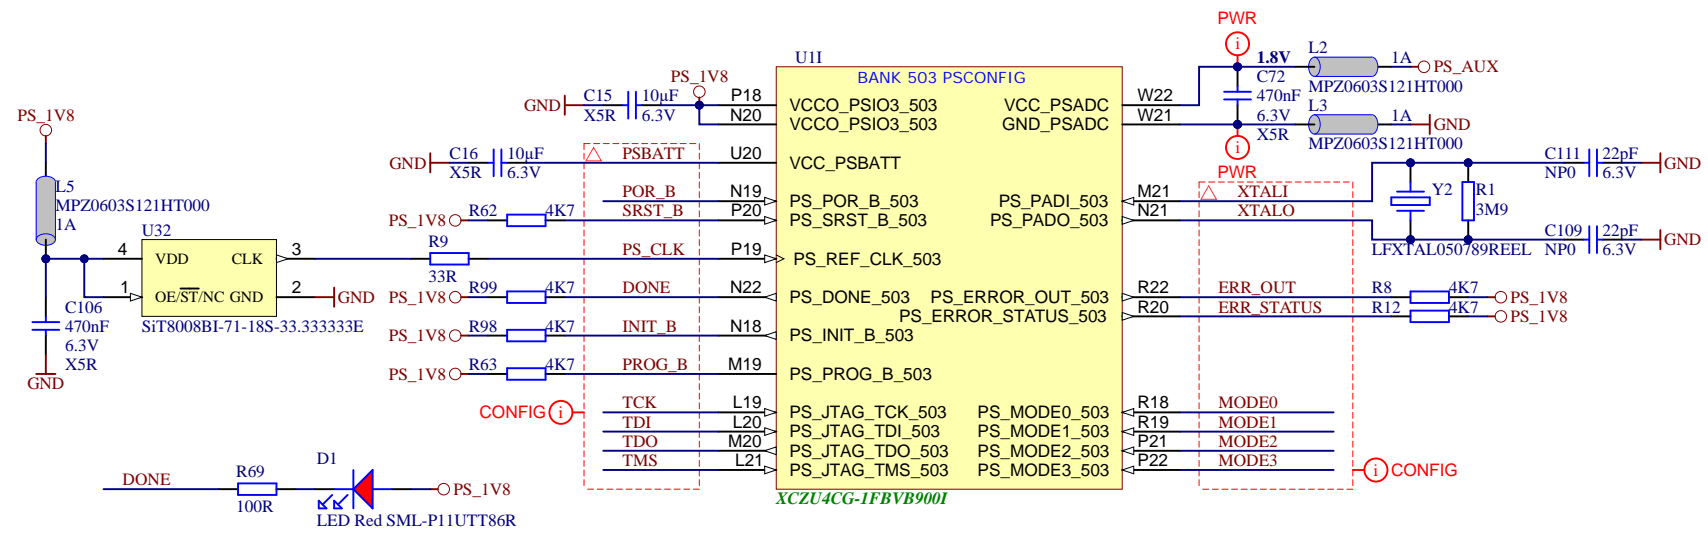 PWR
i
U1I
1.8V
L2
1A
PS_AUX
MPZ0603S121HT000
C72
470nF
6.3V
X5R
L3
1A
GND
MPZ0603S121HT000
i
PWR
BANK 503 PSCONFIG
PS_1V8
GND
C15
10µF
X5R
6.3V
P18
VCCO_PSIO3_503
N20
VCCO_PSIO3_503
VCC_PSADC
W22
GND_PSADC
W21
GND
C16
10µF
X5R
6.3V
PSBATT
U20
VCC_PSBATT
POR_B
N19
PS_POR_B_503
PS_1V8
R62
4K7
SRST_B
P20
PS_SRST_B_503
PS_PADI_503
M21
XTALI
PS_PADO_503
N21
XTALO
Y2
R1
3M9
LFXTAL050789REEL
C111
22pF
NP0
6.3V
GND
C109
22pF
NP0
6.3V
GND
PS_1V8
L5
MPZ0603S121HT000
1A
U32
4
VDD
CLK
3
1
OE/ST/NC
GND
2
GND
SiT8008BI-71-18S-33.333333E
C106
470nF
6.3V
X5R
GND
R9
33R
PS_CLK
P19
PS_REF_CLK_503
PS_1V8
R99
4K7
DONE
N22
PS_DONE_503
PS_ERROR_OUT_503
R22
ERR_OUT
R8
4K7
PS_1V8
PS_ERROR_STATUS_503
R20
ERR_STATUS
R12
4K7
PS_1V8
PS_1V8
R98
4K7
INIT_B
N18
PS_INIT_B_503
PS_1V8
R63
4K7
PROG_B
M19
PS_PROG_B_503
CONFIG
i
TCK
L19
PS_JTAG_TCK_503
PS_MODE0_503
R18
MODE0
TDI
L20
PS_JTAG_TDI_503
PS_MODE1_503
R19
MODE1
TDO
M20
PS_JTAG_TDO_503
PS_MODE2_503
P21
MODE2
TMS
L21
PS_JTAG_TMS_503
PS_MODE3_503
P22
MODE3
i
CONFIG
XCZU4CG-1FBVB900I
DONE
R69
100R
D1
PS_1V8
LED Red SML-P11UTT86R